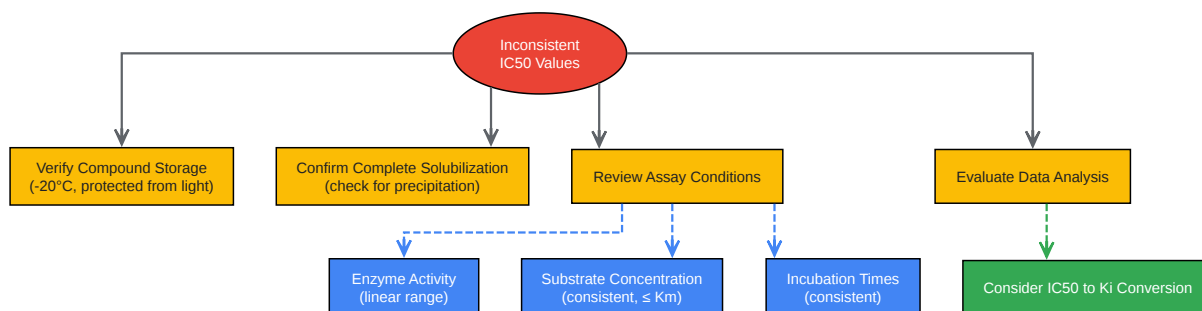 Inconsistent
IC50 Values
Verify Compound Storage
(-20°C, protected from light)
Confirm Complete Solubilization
(check for precipitation)
Review Assay Conditions
Evaluate Data Analysis
Enzyme Activity
(linear range)
Substrate Concentration
(consistent, ≤ Km)
Incubation Times
(consistent)
Consider IC50 to Ki Conversion